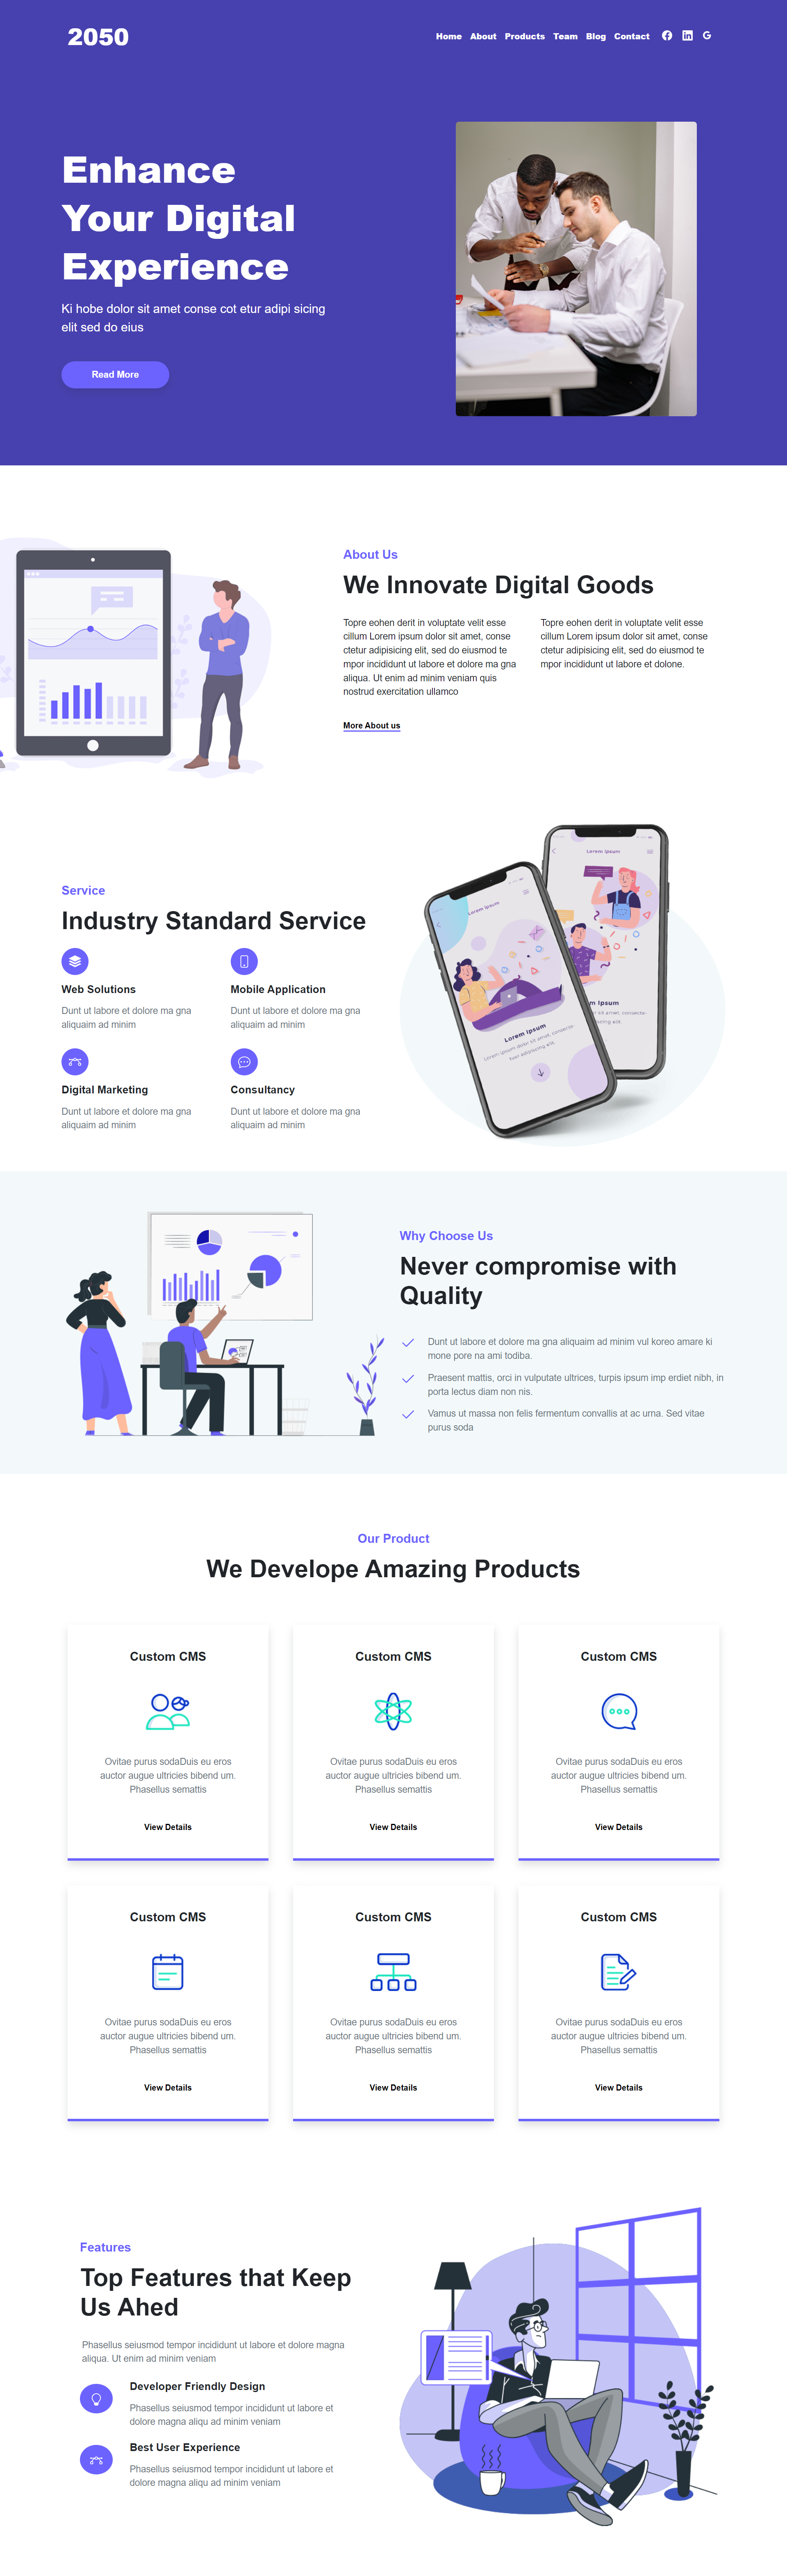 2050
Home About Products Team Blog Contact
Enhance
Your Digital
Experience
Ki hobe dolor sit amet conse cot etur adipi sicing
elit sed do eius
Read More
About Us
We Innovate Digital Goods
Topre eohen derit in voluptate velit esse
cillum Lorem ipsum dolor sit amet, conse
ctetur adipisicing elit, sed do eiusmod te
mpor incididunt ut labore et dolore ma gna
aliqua. Ut enim ad minim veniam quis
nostrud exercitation ullamco
Topre eohen derit in voluptate velit esse
cillum Lorem ipsum dolor sit amet, conse
ctetur adipisicing elit, sed do eiusmod te
mpor incididunt ut labore et dolone.
More About us
Service
Industry Standard Service
Web Solutions
Dunt ut labore et dolore ma gna
aliquaim ad minim
Mobile Application
Dunt ut labore et dolore ma gna
aliquaim ad minim
Digital Marketing
Dunt ut labore et dolore ma gna
aliquaim ad minim
Consultancy
Dunt ut labore et dolore ma gna
aliquaim ad minim
Lorem Ipsum
Lorem Ipsum
Lorem Ipsum
Lorem ipsum dolor sit amet, consecte-
tuer adipiscing elit.
m Ipsum
sit amet, consecte-
scing elit.
Why Choose Us
Never compromise with
Quality
Dunt ut labore et dolore ma gna aliquaim ad minim vul koreo amare ki
mone pore na ami todiba.
Praesent mattis, orci in vulputate ultrices, turpis ipsum imp erdiet nibh, in
porta lectus diam non nis.
Vamus ut massa non felis fermentum convallis at ac urna. Sed vitae
purus soda
Our Product
We Develope Amazing Products
Custom CMS
Ovitae purus sodaDuis eu eros
auctor augue ultricies bibend um.
Phasellus semattis
View Details
Custom CMS
Ovitae purus sodaDuis eu eros
auctor augue ultricies bibend um.
Phasellus semattis
View Details
Custom CMS
Ovitae purus sodaDuis eu eros
auctor augue ultricies bibend um.
Phasellus semattis
View Details
Custom CMS
Ovitae purus sodaDuis eu eros
auctor augue ultricies bibend um.
Phasellus semattis
View Details
Custom CMS
Ovitae purus sodaDuis eu eros
auctor augue ultricies bibend um.
Phasellus semattis
View Details
Custom CMS
Ovitae purus sodaDuis eu eros
auctor augue ultricies bibend um.
Phasellus semattis
View Details
Features
Top Features that Keep
Us Ahed
Phasellus seiusmod tempor incididunt ut labore et dolore magna
aliqua. Ut enim ad minim veniam
Developer Friendly Design
Phasellus seiusmod tempor incididunt ut labore et
dolore magna aliqu ad minim veniam
Best User Experience
Phasellus seiusmod tempor incididunt ut labore et
dolore magna aliqu ad minim veniam